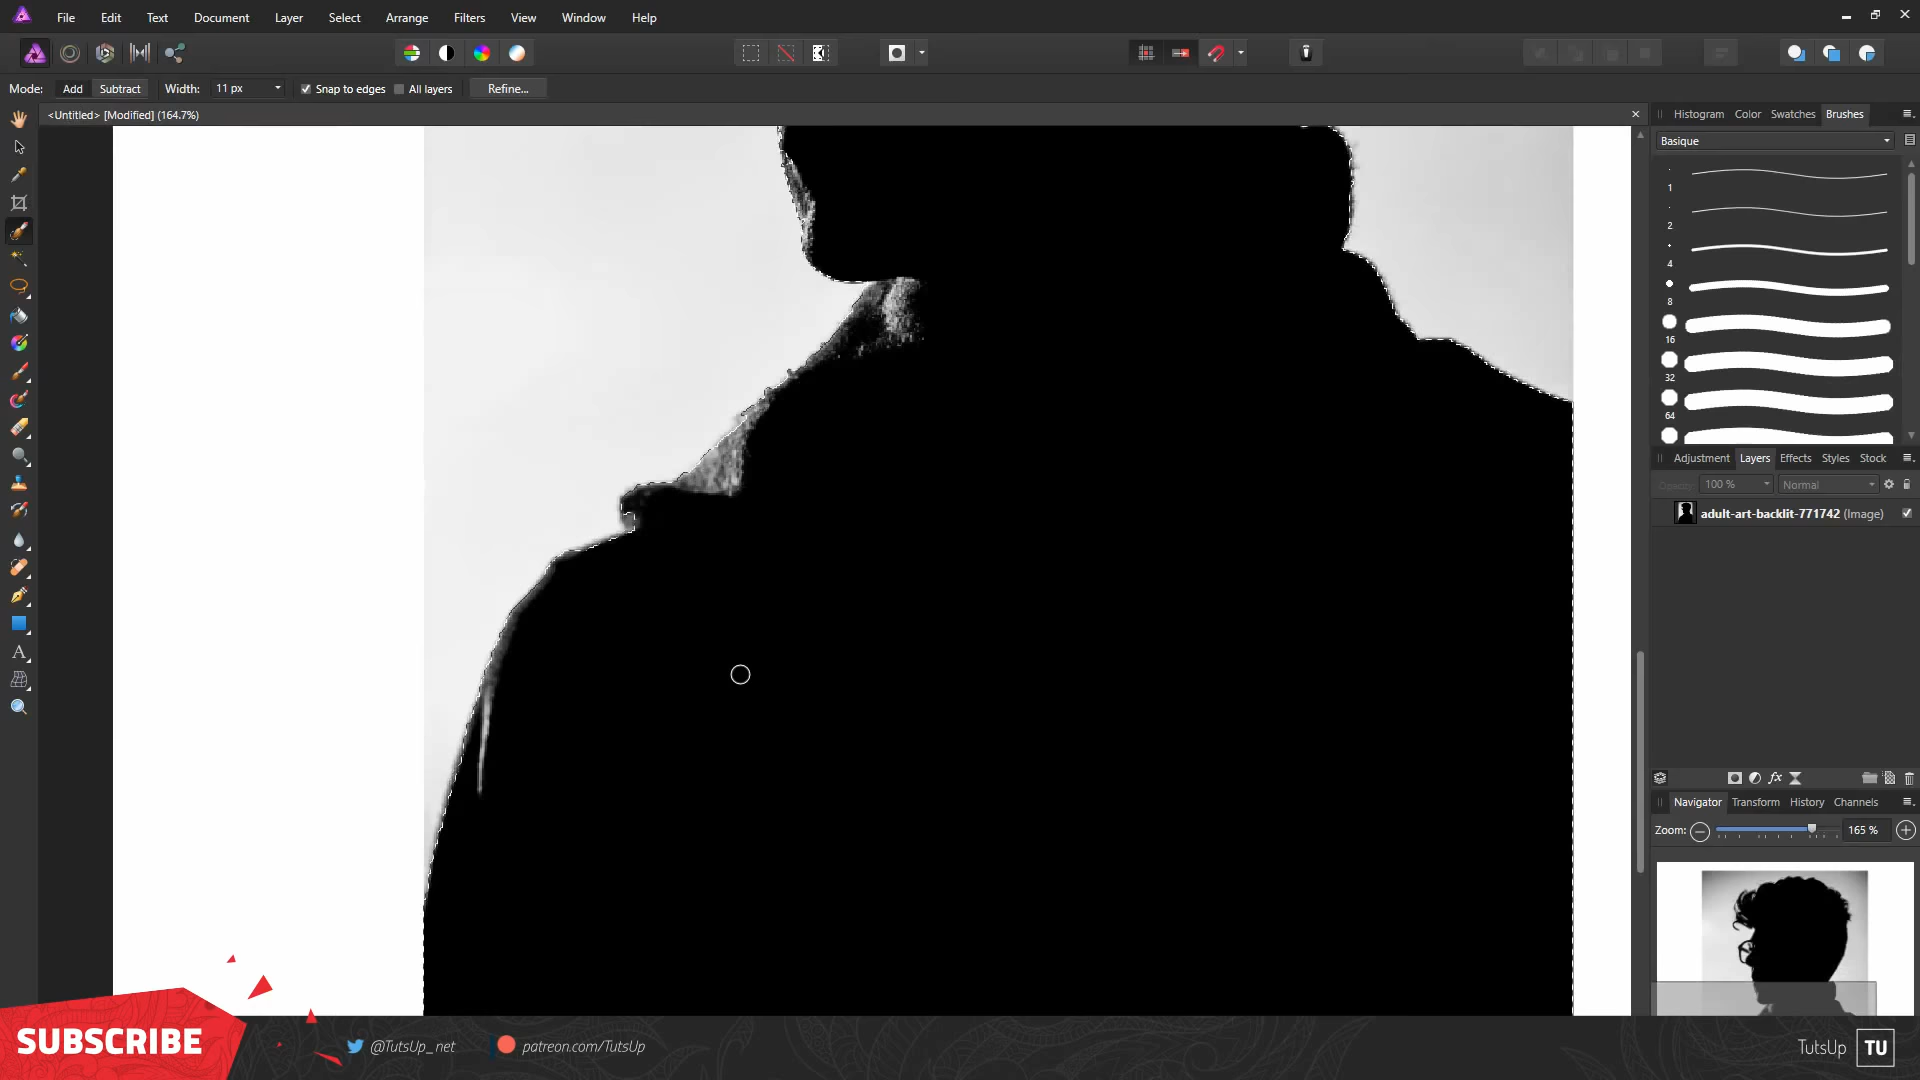 File Edit Text Document Layer Select Arrange Filters View Window Help
Mode: Add Subtract Width: 11 px Snap to edges All layers Refine...
<Untitled> [Modified] (164.7%)
Histogram Color Swatches Brushes
Basique
1
2
4
8
16
32
64
Adjustment Layers Effects Styles Stock
Opacity: 100 % Normal
adult-art-backlit-771742 (Image)
fx
Navigator Transform History Channels
Zoom: 165 %
SUBSCRIBE
@TutsUp_net
patreon.com/TutsUp
TutsUp TU